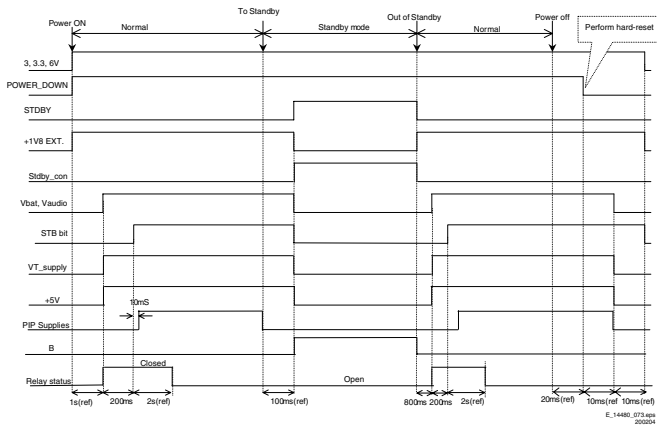 To Standby
Power ON
Out of Standby
Power off
Normal
Standby mode
Normal
Perform hard-reset
3, 3.3, 6V
POWER_DOWN
STDBY
+1V8 EXT.
Stdby_con
Vbat, Vaudio
STB bit
VT_supply
+5V
10mS
PIP Supplies
B
Closed
Relay status
Open
1s(ref)
200ms
2s(ref)
100ms(ref)
800ms
200ms
2s(ref)
20ms(ref)
10ms(ref
10ms(ref)
E_14480_073.eps
200204